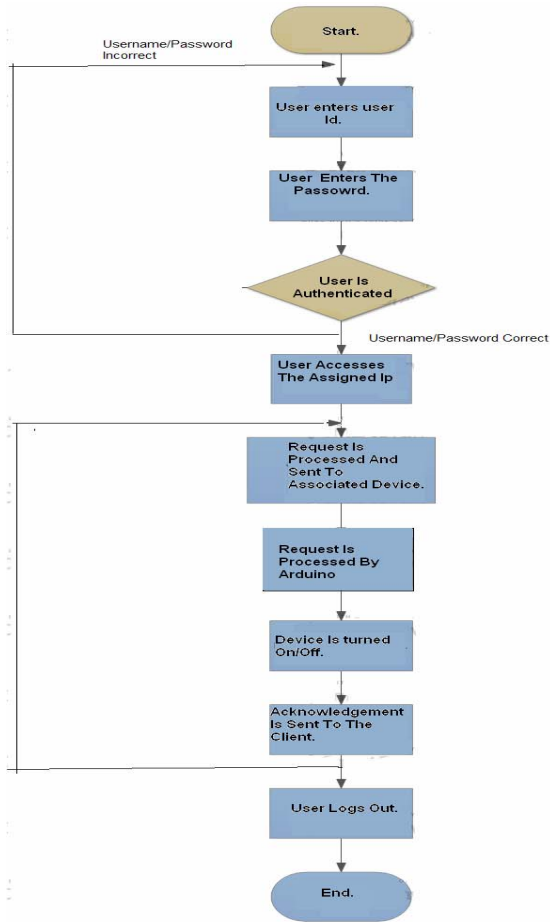 Start.
Username/Password
Incorrect
User enters user
Id.
User Enters The
Passowrd.
User Is
Authenticated
Username/Password Correct
User Accesses
The Assigned Ip
Request Is
Processed And
Sent To
Associated Device.
Request Is
Processed By
Arduino
Device Is turned
On/Off.
Acknowledgement
Is Sent To The
Client.
User Logs Out.
End.